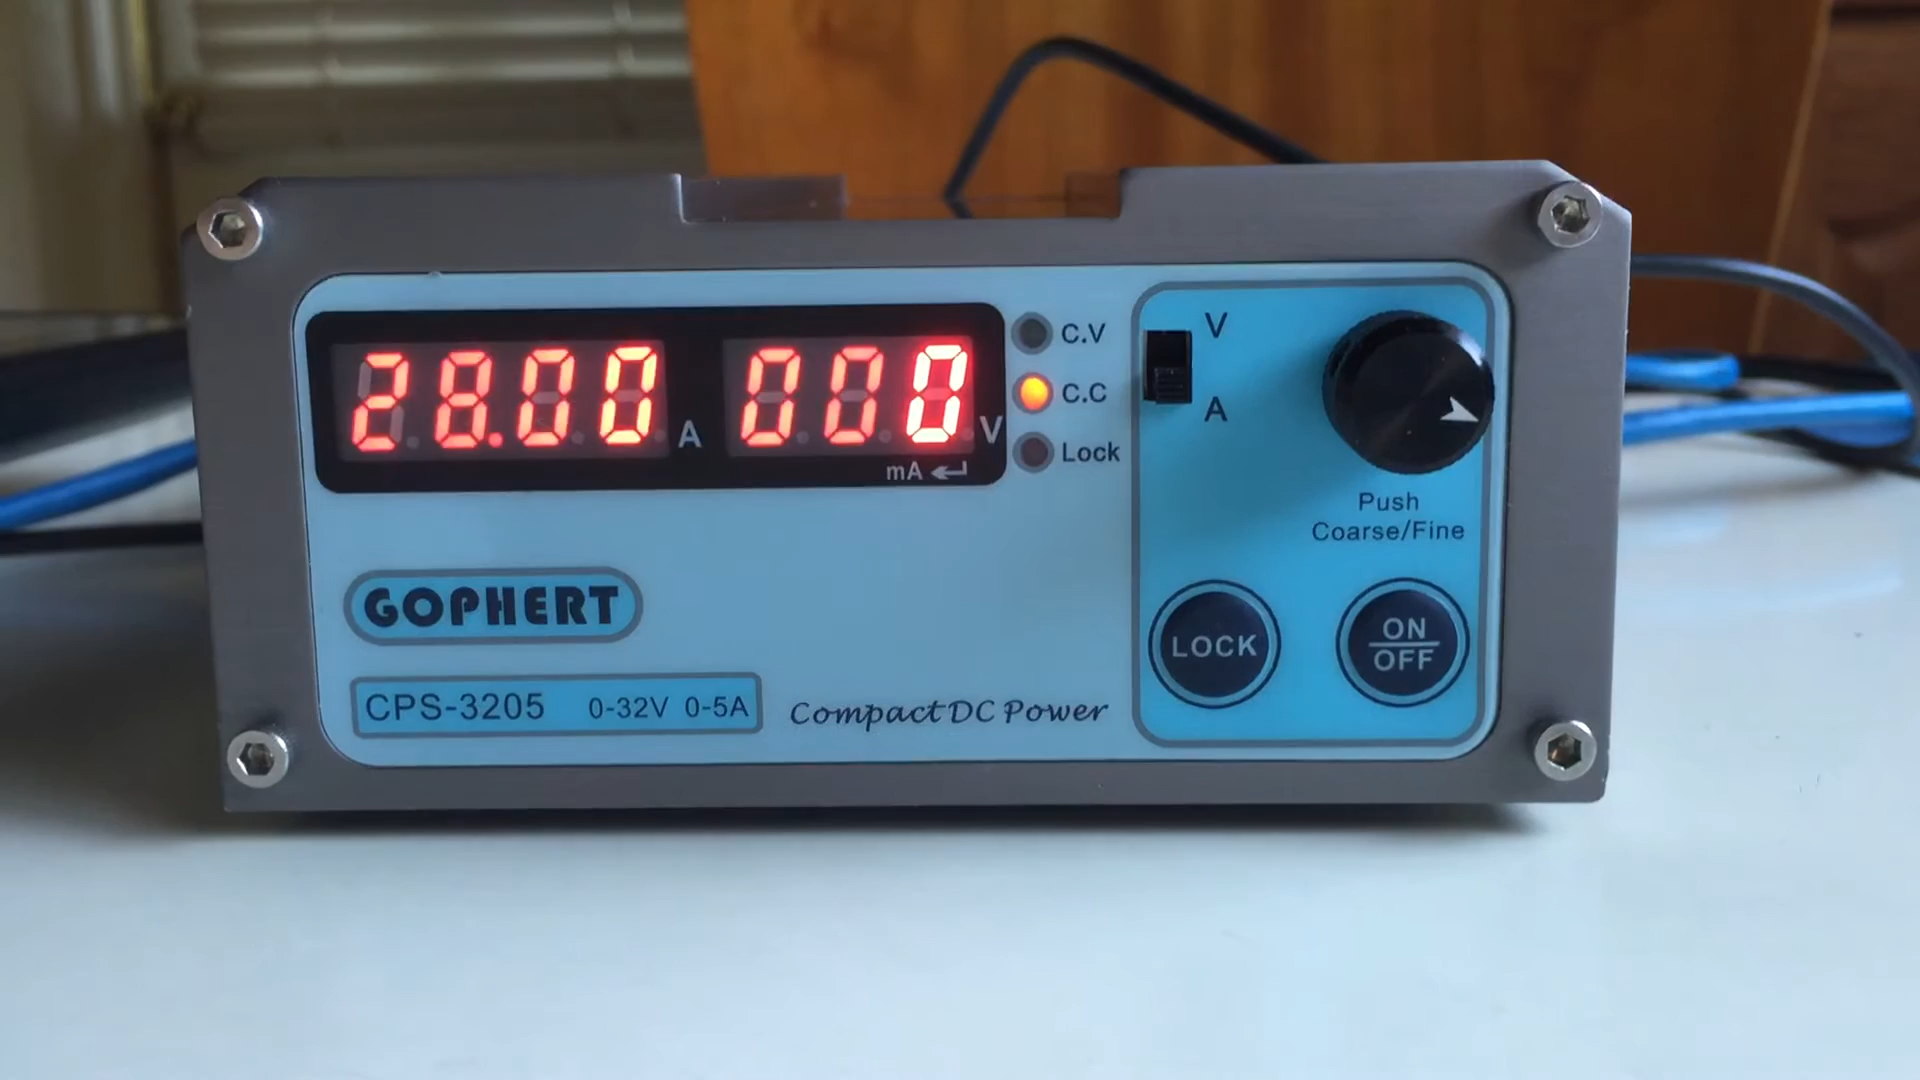 28.00 A 000 V
mA
C.V
C.C
Lock
V
A
Push
Coarse/Fine
GOPHERT
LOCK
ON
OFF
CPS-3205 0-32V 0-5A
Compact DC Power